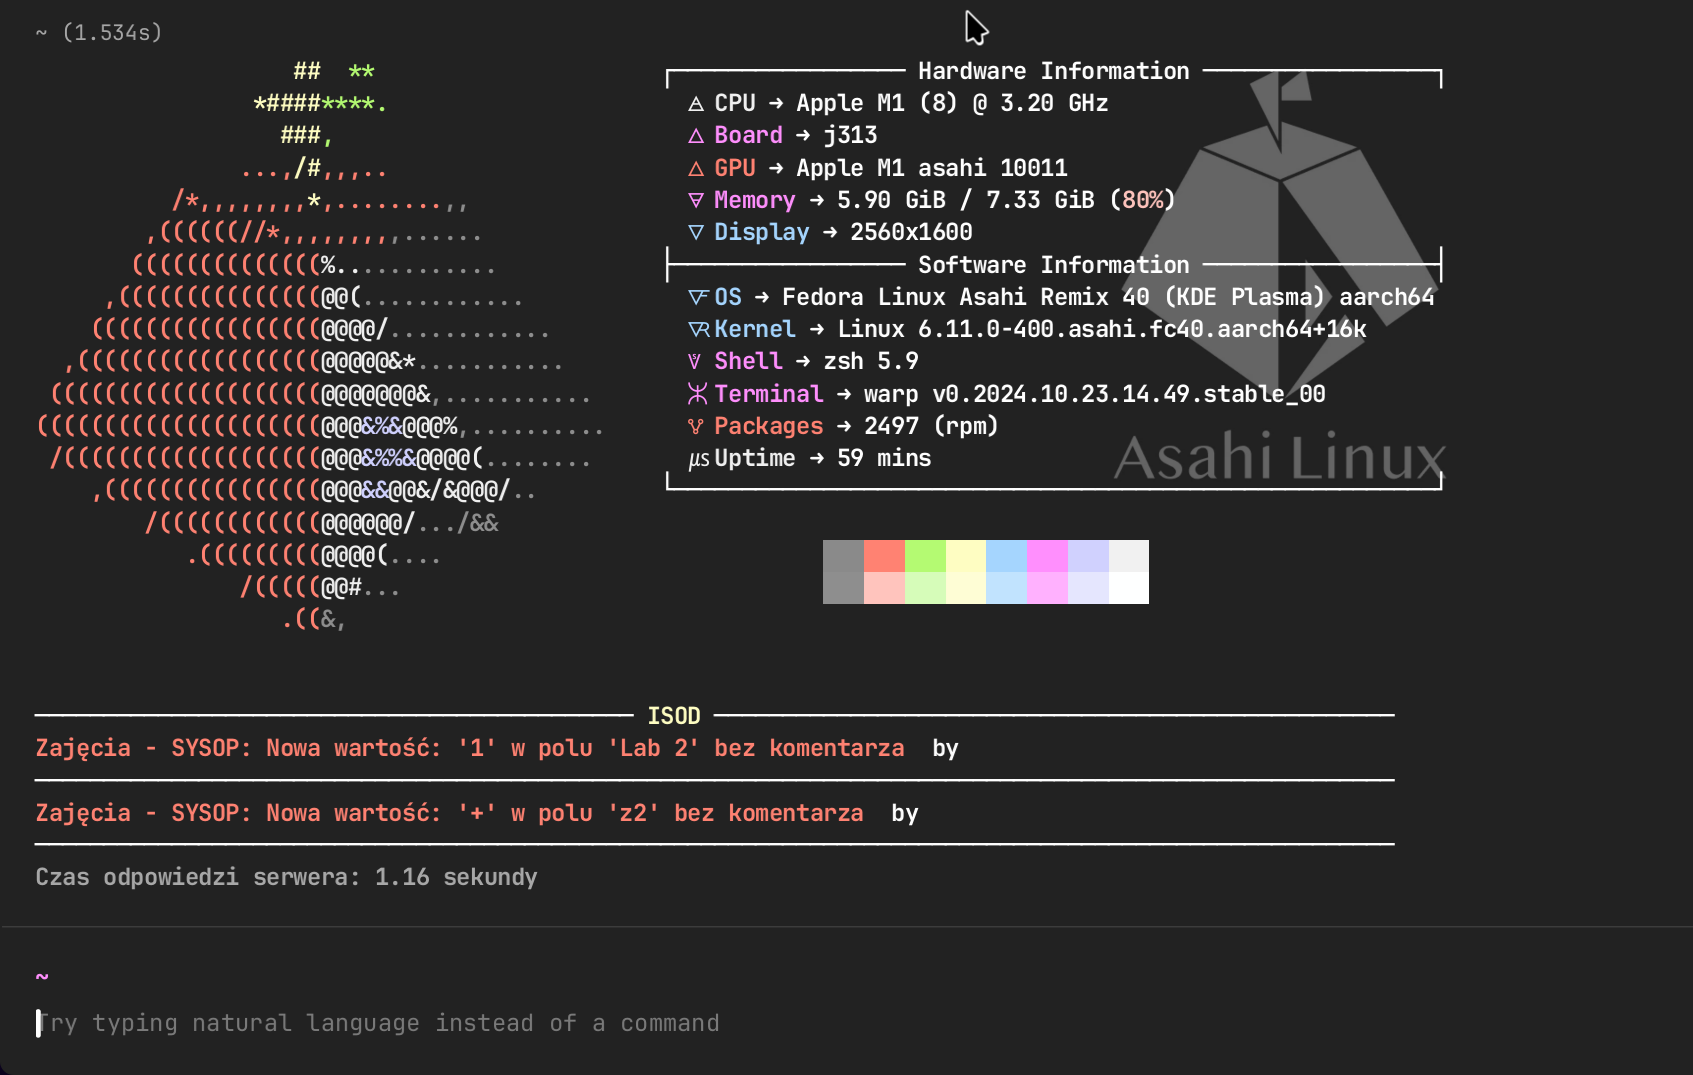 ~ (1.534s)
## **
*####****.
###,
...,/#,,,..
/*,,,,,,,,*,........,,
,((((((//*,,,,,,,,,......
((((((((((((((%............
,(((((((((((((((@@(............
(((((((((((((((((@@@@/............
,((((((((((((((((((@@@@@&*...........
((((((((((((((((((((@@@@@@@&,...........
(((((((((((((((((((((@@@&%&@@@%,..........
/(((((((((((((((((((@@@&%%&@@@@(........
,((((((((((((((((@@@&&@@&/&@@@/..
/((((((((((((@@@@@@/.../&&
.(((((((((@@@@(....
/(((((@@#...
.((&,
Hardware Information
CPU → Apple M1 (8) @ 3.20 GHz
Board → j313
GPU → Apple M1 asahi 10011
Memory → 5.90 GiB / 7.33 GiB (80%)
Display → 2560x1600
Software Information
OS → Fedora Linux Asahi Remix 40 (KDE Plasma) aarch64
Kernel → Linux 6.11.0-400.asahi.fc40.aarch64+16k
Shell → zsh 5.9
Terminal → warp v0.2024.10.23.14.49.stable_00
Packages → 2497 (rpm)
μs Uptime → 59 mins
Asahi Linux
ISOD
Zajęcia - SYSOP: Nowa wartość: '1' w polu 'Lab 2' bez komentarza by
Zajęcia - SYSOP: Nowa wartość: '+' w polu 'z2' bez komentarza by
Czas odpowiedzi serwera: 1.16 sekundy
~
Try typing natural language instead of a command